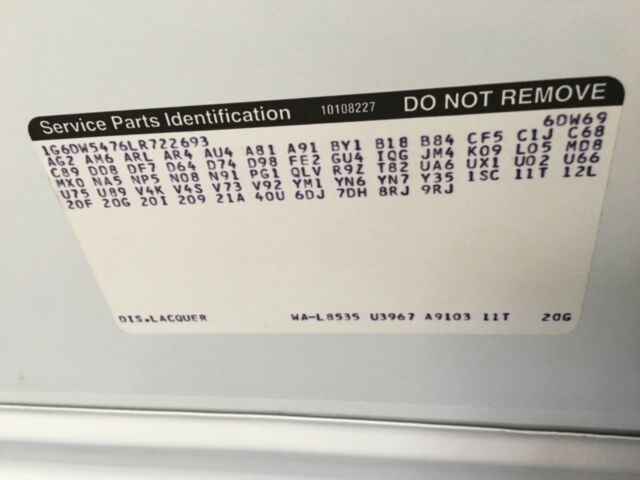 Service Parts Identification 10108227 DO NOT REMOVE
1G6DW5476LR722693 6DW69
AG2 AM6 ARL AR4 AU4 A81 A91 BY1 B18 B84 CF5 C1J C68
C89 DD8 DF7 D64 D74 D98 FE2 GU4 IQG JM4 K09 L05 MD8
MX0 NA5 NP5 N08 N91 PG1 QLV R9Z T82 UA6 UX1 U02 U66
U75 U89 V4K V4S V73 V92 YM1 YN6 YN7 Y35 1SC 11T 12L
20F 20G 20I 209 21A 40U 6DJ 7DH 8RJ 9RJ
DIS.LACQUER WA-L8535 U3967 A9103 11T 20G